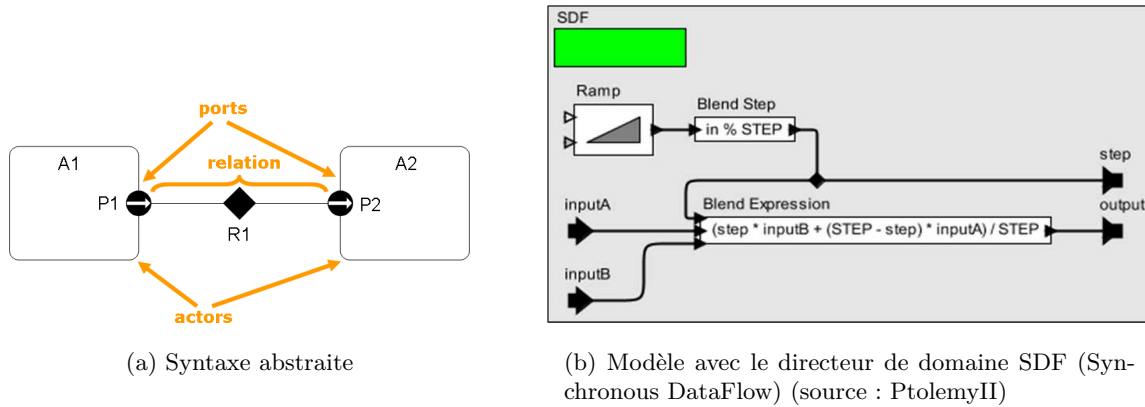 ports
A1
A2
relation
P1
P2
R1
actors
(a) Syntaxe abstraite
SDF
Ramp
Blend Step
in % STEP
step
inputA
Blend Expression
output
(step * inputB + (STEP - step) * inputA) / STEP
inputB
(b) Modèle avec le directeur de domaine SDF (Syn-
chronous DataFlow) (source : PtolemyII)